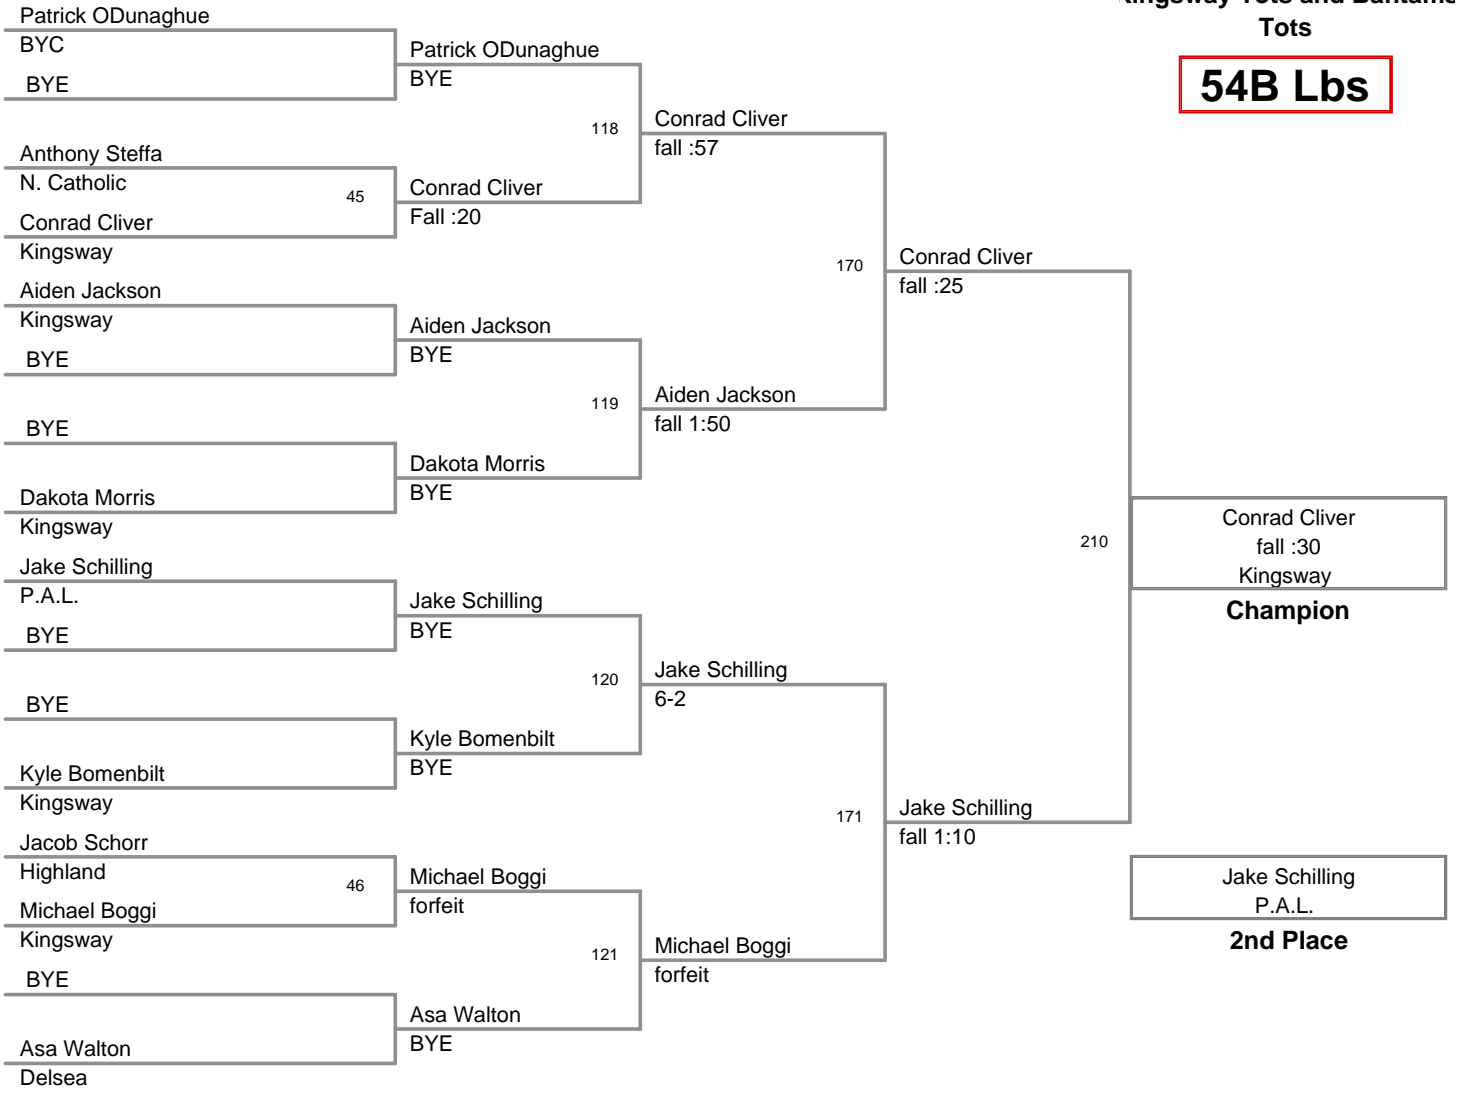 Kingsway Tots and Bantams
Tots
54B Lbs
Patrick ODunaghue
BYC
BYE
Anthony Steffa
N. Catholic
45
Conrad Cliver
Kingsway
Aiden Jackson
Kingsway
BYE
BYE
Dakota Morris
Kingsway
Jake Schilling
P.A.L.
BYE
BYE
Kyle Bomenbilt
Kingsway
Jacob Schorr
Highland
46
Michael Boggi
Kingsway
BYE
Asa Walton
Delsea
Patrick ODunaghue
BYE
118
Conrad Cliver
Fall :20
Aiden Jackson
BYE
119
Dakota Morris
BYE
Jake Schilling
BYE
120
Kyle Bomenbilt
BYE
Michael Boggi
forfeit
121
Asa Walton
BYE
Conrad Cliver
fall :57
170
Aiden Jackson
fall 1:50
Jake Schilling
6-2
171
Michael Boggi
forfeit
Conrad Cliver
fall :25
210
Jake Schilling
fall 1:10
Conrad Cliver
fall :30
Kingsway
Champion
Jake Schilling
P.A.L.
2nd Place